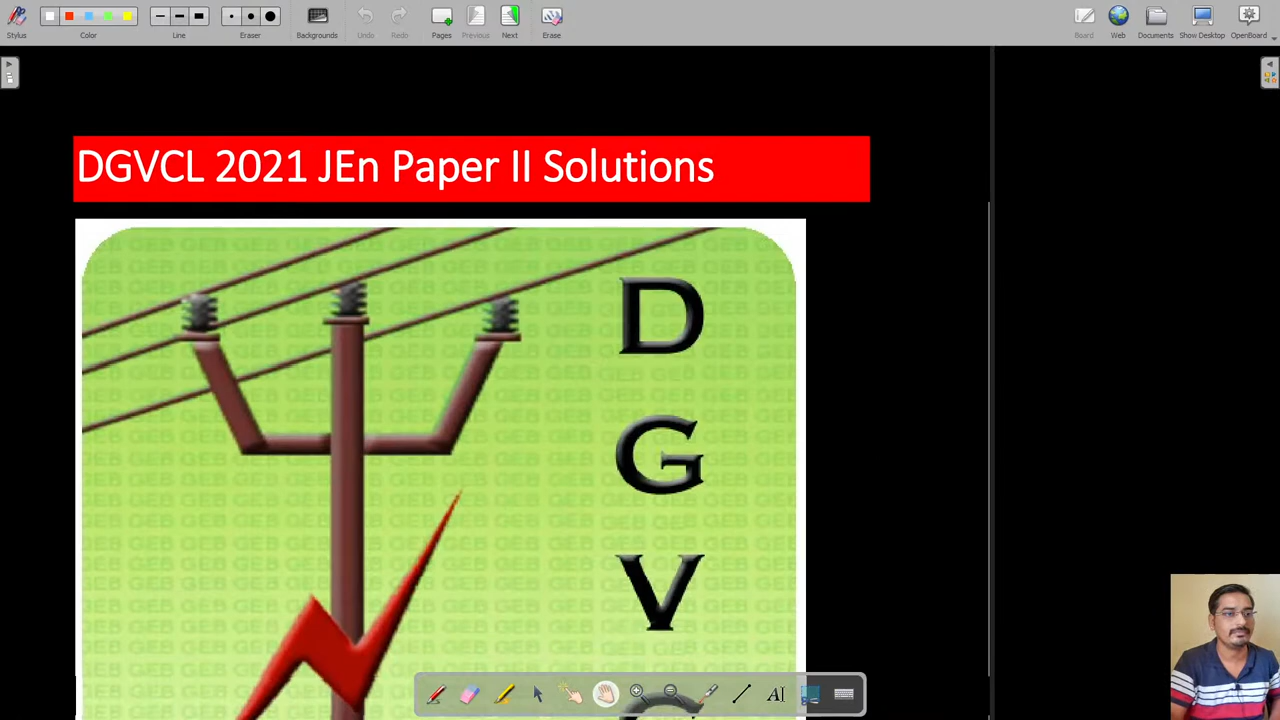 Stylus Color Line Eraser Backgrounds Undo Redo Pages Previous Next Erase Board Web Documents Show Desktop OpenBoard
DGVCL 2021 JEn Paper II Solutions
D
G
V
AI